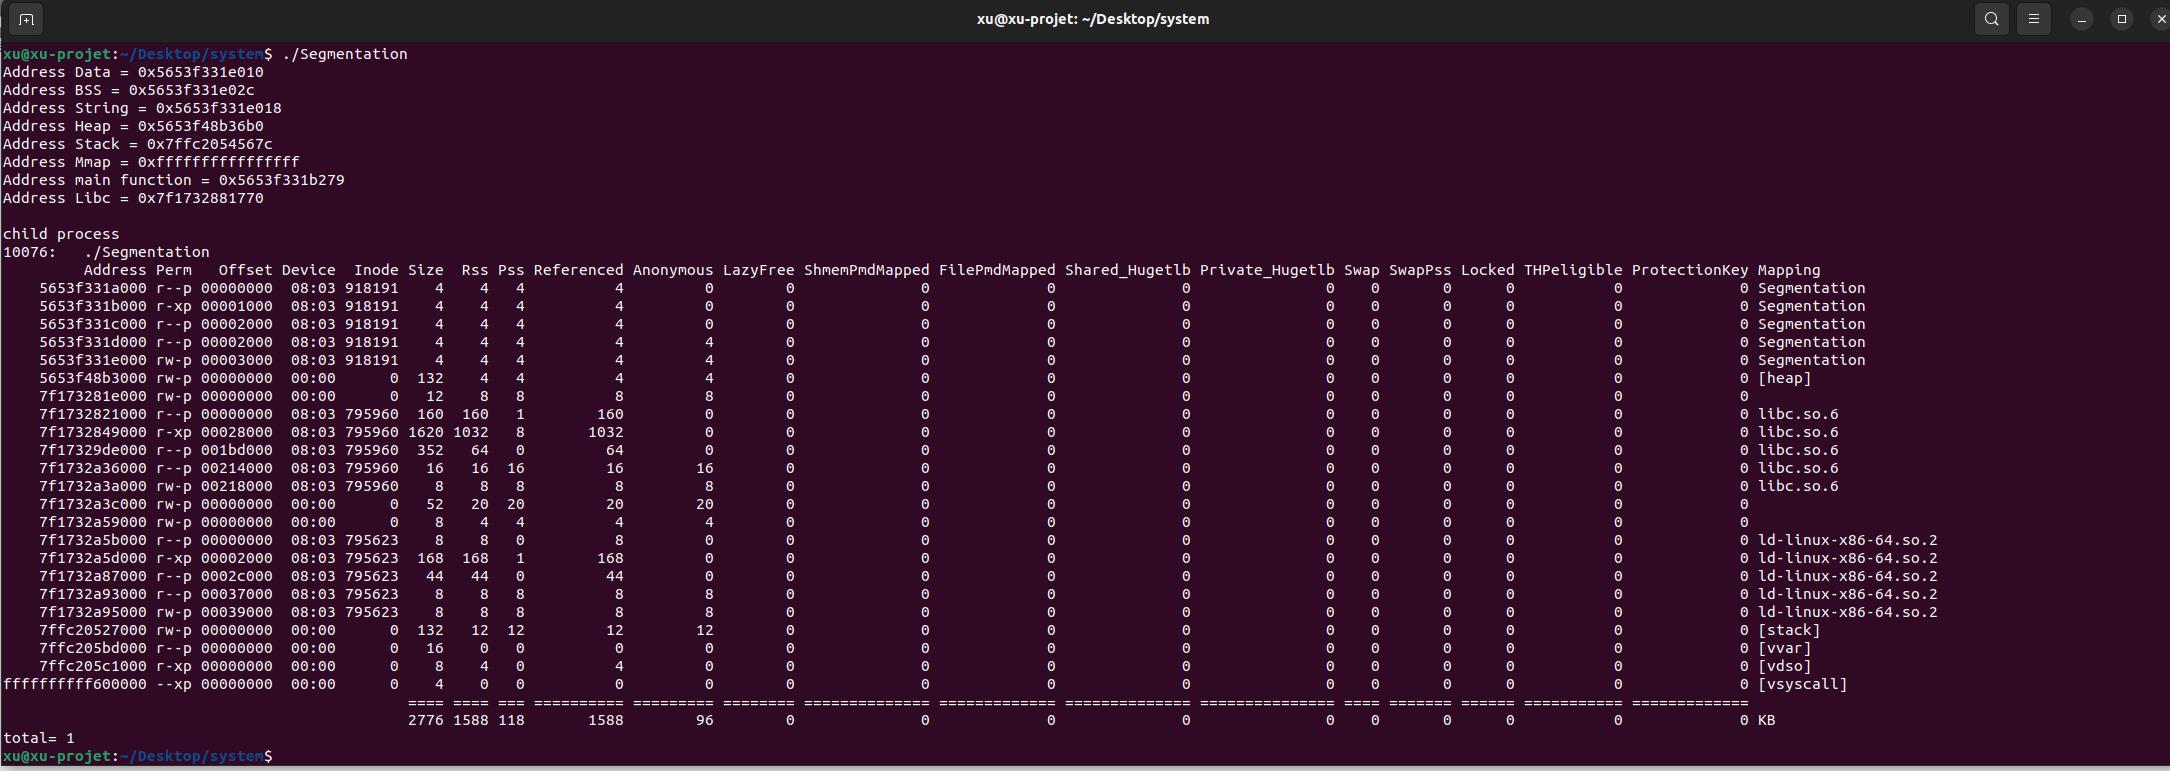 xu@xu-projet: ~/Desktop/system
xu@xu-projet:~/Desktop/system$ ./Segmentation
Address Data = 0x5653f331e010
Address BSS = 0x5653f331e02c
Address String = 0x5653f331e018
Address Heap = 0x5653f48b36b0
Address Stack = 0x7ffc2054567c
Address Mmap = 0xffffffffffffffff
Address main function = 0x5653f331b279
Address Libc = 0x7f1732881770
child process
10076:   ./Segmentation
Address Perm Offset Device Inode Size Rss Pss Referenced Anonymous LazyFree ShmemPmdMapped FilePmdMapped Shared_Hugetlb Private_Hugetlb Swap SwapPss Locked THPeligible ProtectionKey Mapping
5653f331a000 r--p 00000000 08:03 918191 4 4 4 4 0 0 0 0 0 0 0 0 0 0 0 Segmentation
5653f331b000 r-xp 00001000 08:03 918191 4 4 4 4 0 0 0 0 0 0 0 0 0 0 0 Segmentation
5653f331c000 r--p 00002000 08:03 918191 4 4 4 4 0 0 0 0 0 0 0 0 0 0 0 Segmentation
5653f331d000 r--p 00002000 08:03 918191 4 4 4 4 4 0 0 0 0 0 0 0 0 0 0 Segmentation
5653f331e000 rw-p 00003000 08:03 918191 4 4 4 4 4 0 0 0 0 0 0 0 0 0 0 Segmentation
5653f48b3000 rw-p 00000000 00:00 0 132 4 4 4 4 0 0 0 0 0 0 0 0 0 0 [heap]
7f173281e000 rw-p 00000000 00:00 0 12 8 8 8 8 0 0 0 0 0 0 0 0 0 0
7f1732821000 r--p 00000000 08:03 795960 160 160 1 160 0 0 0 0 0 0 0 0 0 0 0 libc.so.6
7f1732849000 r-xp 00028000 08:03 795960 1620 1032 8 1032 0 0 0 0 0 0 0 0 0 0 0 libc.so.6
7f17329de000 r--p 001bd000 08:03 795960 352 64 0 64 0 0 0 0 0 0 0 0 0 0 0 libc.so.6
7f1732a36000 r--p 00214000 08:03 795960 16 16 16 16 16 0 0 0 0 0 0 0 0 0 0 libc.so.6
7f1732a3a000 rw-p 00218000 08:03 795960 8 8 8 8 8 0 0 0 0 0 0 0 0 0 0 libc.so.6
7f1732a3c000 rw-p 00000000 00:00 0 52 20 20 20 20 0 0 0 0 0 0 0 0 0 0
7f1732a59000 rw-p 00000000 00:00 0 8 4 4 4 4 0 0 0 0 0 0 0 0 0 0
7f1732a5b000 r--p 00000000 08:03 795623 8 8 0 8 0 0 0 0 0 0 0 0 0 0 0 ld-linux-x86-64.so.2
7f1732a5d000 r-xp 00002000 08:03 795623 168 168 1 168 0 0 0 0 0 0 0 0 0 0 0 ld-linux-x86-64.so.2
7f1732a87000 r--p 0002c000 08:03 795623 44 44 0 44 0 0 0 0 0 0 0 0 0 0 0 ld-linux-x86-64.so.2
7f1732a93000 r--p 00037000 08:03 795623 8 8 8 8 8 0 0 0 0 0 0 0 0 0 0 ld-linux-x86-64.so.2
7f1732a95000 rw-p 00039000 08:03 795623 8 8 8 8 8 0 0 0 0 0 0 0 0 0 0 ld-linux-x86-64.so.2
7ffc20527000 rw-p 00000000 00:00 0 132 12 12 12 12 0 0 0 0 0 0 0 0 0 0 [stack]
7ffc205bd000 r--p 00000000 00:00 0 16 0 0 0 0 0 0 0 0 0 0 0 0 0 0 [vvar]
7ffc205c1000 r-xp 00000000 00:00 0 8 4 0 4 0 0 0 0 0 0 0 0 0 0 0 [vdso]
ffffffffff600000 --xp 00000000 00:00 0 4 0 0 0 0 0 0 0 0 0 0 0 0 0 0 [vsyscall]
==== ==== === ========== ========= ======== ============== ============= ============== =============== ==== ======= ====== =========== =============
2776 1588 118 1588 96 0 0 0 0 0 0 0 0 0 0 KB
total= 1
xu@xu-projet:~/Desktop/system$